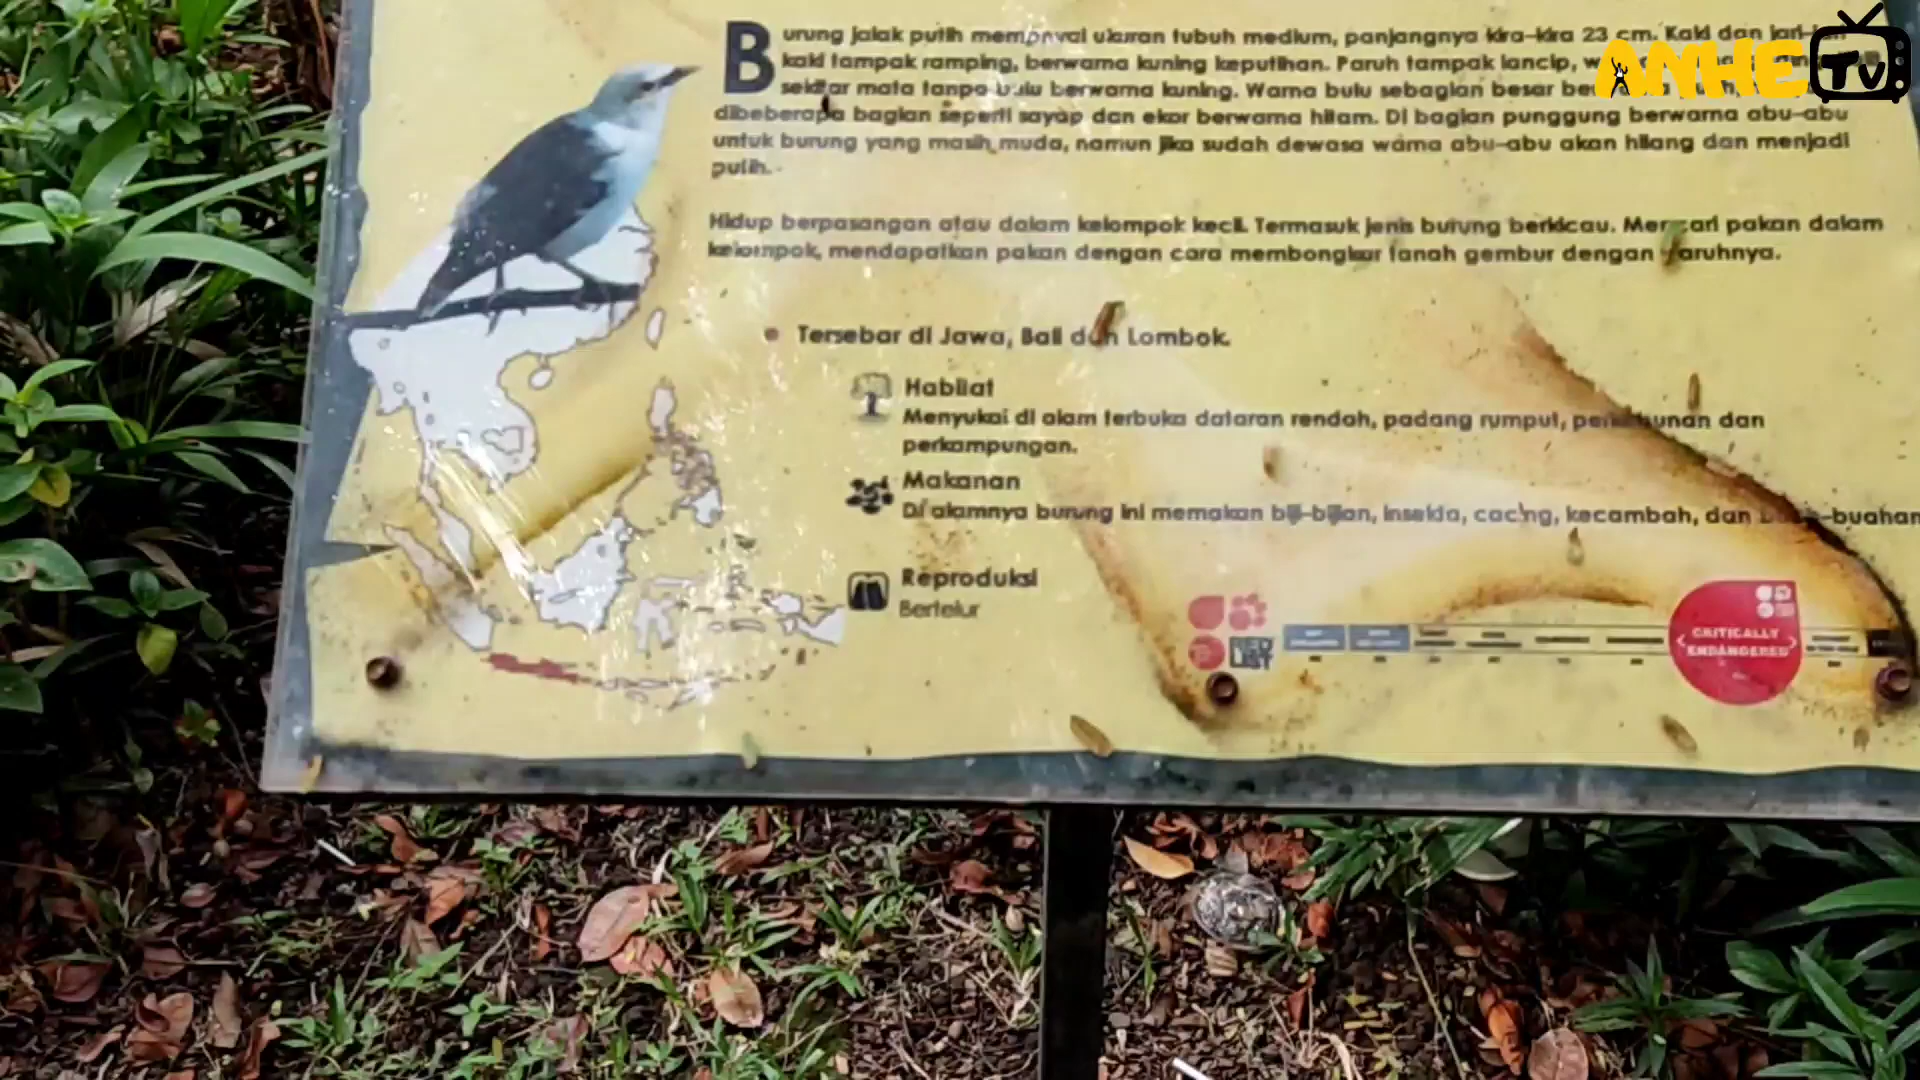 Burung jalak putih mempunyai ukuran tubuh medium, panjangnya kira-kira 23 cm. Kaki dan jari-
kaki tampak ramping, berwarna kuning keputihan. Paruh tampak lancip,
sekitar mata tanpa bulu berwarna kuning. Warna bulu sebagian besar
dibeberapa bagian seperti sayap dan ekor berwarna hitam. Di bagian punggung berwarna abu-abu
untuk burung yang masih muda, namun jika sudah dewasa warna abu-abu akan hilang dan menjadi
putih.
Hidup berpasangan atau dalam kelompok kecil. Termasuk jenis burung berkicau. Mencari pakan dalam
kelompok, mendapatkan pakan dengan cara membongkar tanah gembur dengan paruhnya.
Tersebar di Jawa, Bali dan Lombok.
Habitat
Menyukai di alam terbuka dataran rendah, padang rumput, perkebunan dan
perkampungan.
Makanan
Di alamnya burung ini memakan biji-bijian, insekta, cacing, kecambah, dan buah-buahan
Reproduksi
Bertelur
RED
LIST
CRITICALLY
ENDANGERED
ANHE TV